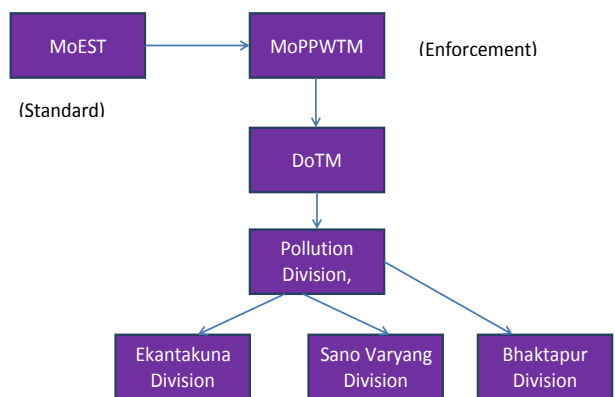 MoEST
MoPPWTM
(Enforcement)
(Standard)
DoTM
Pollution
Division,
Ekantakuna
Division
Sano Varyang
Division
Bhaktapur
Division